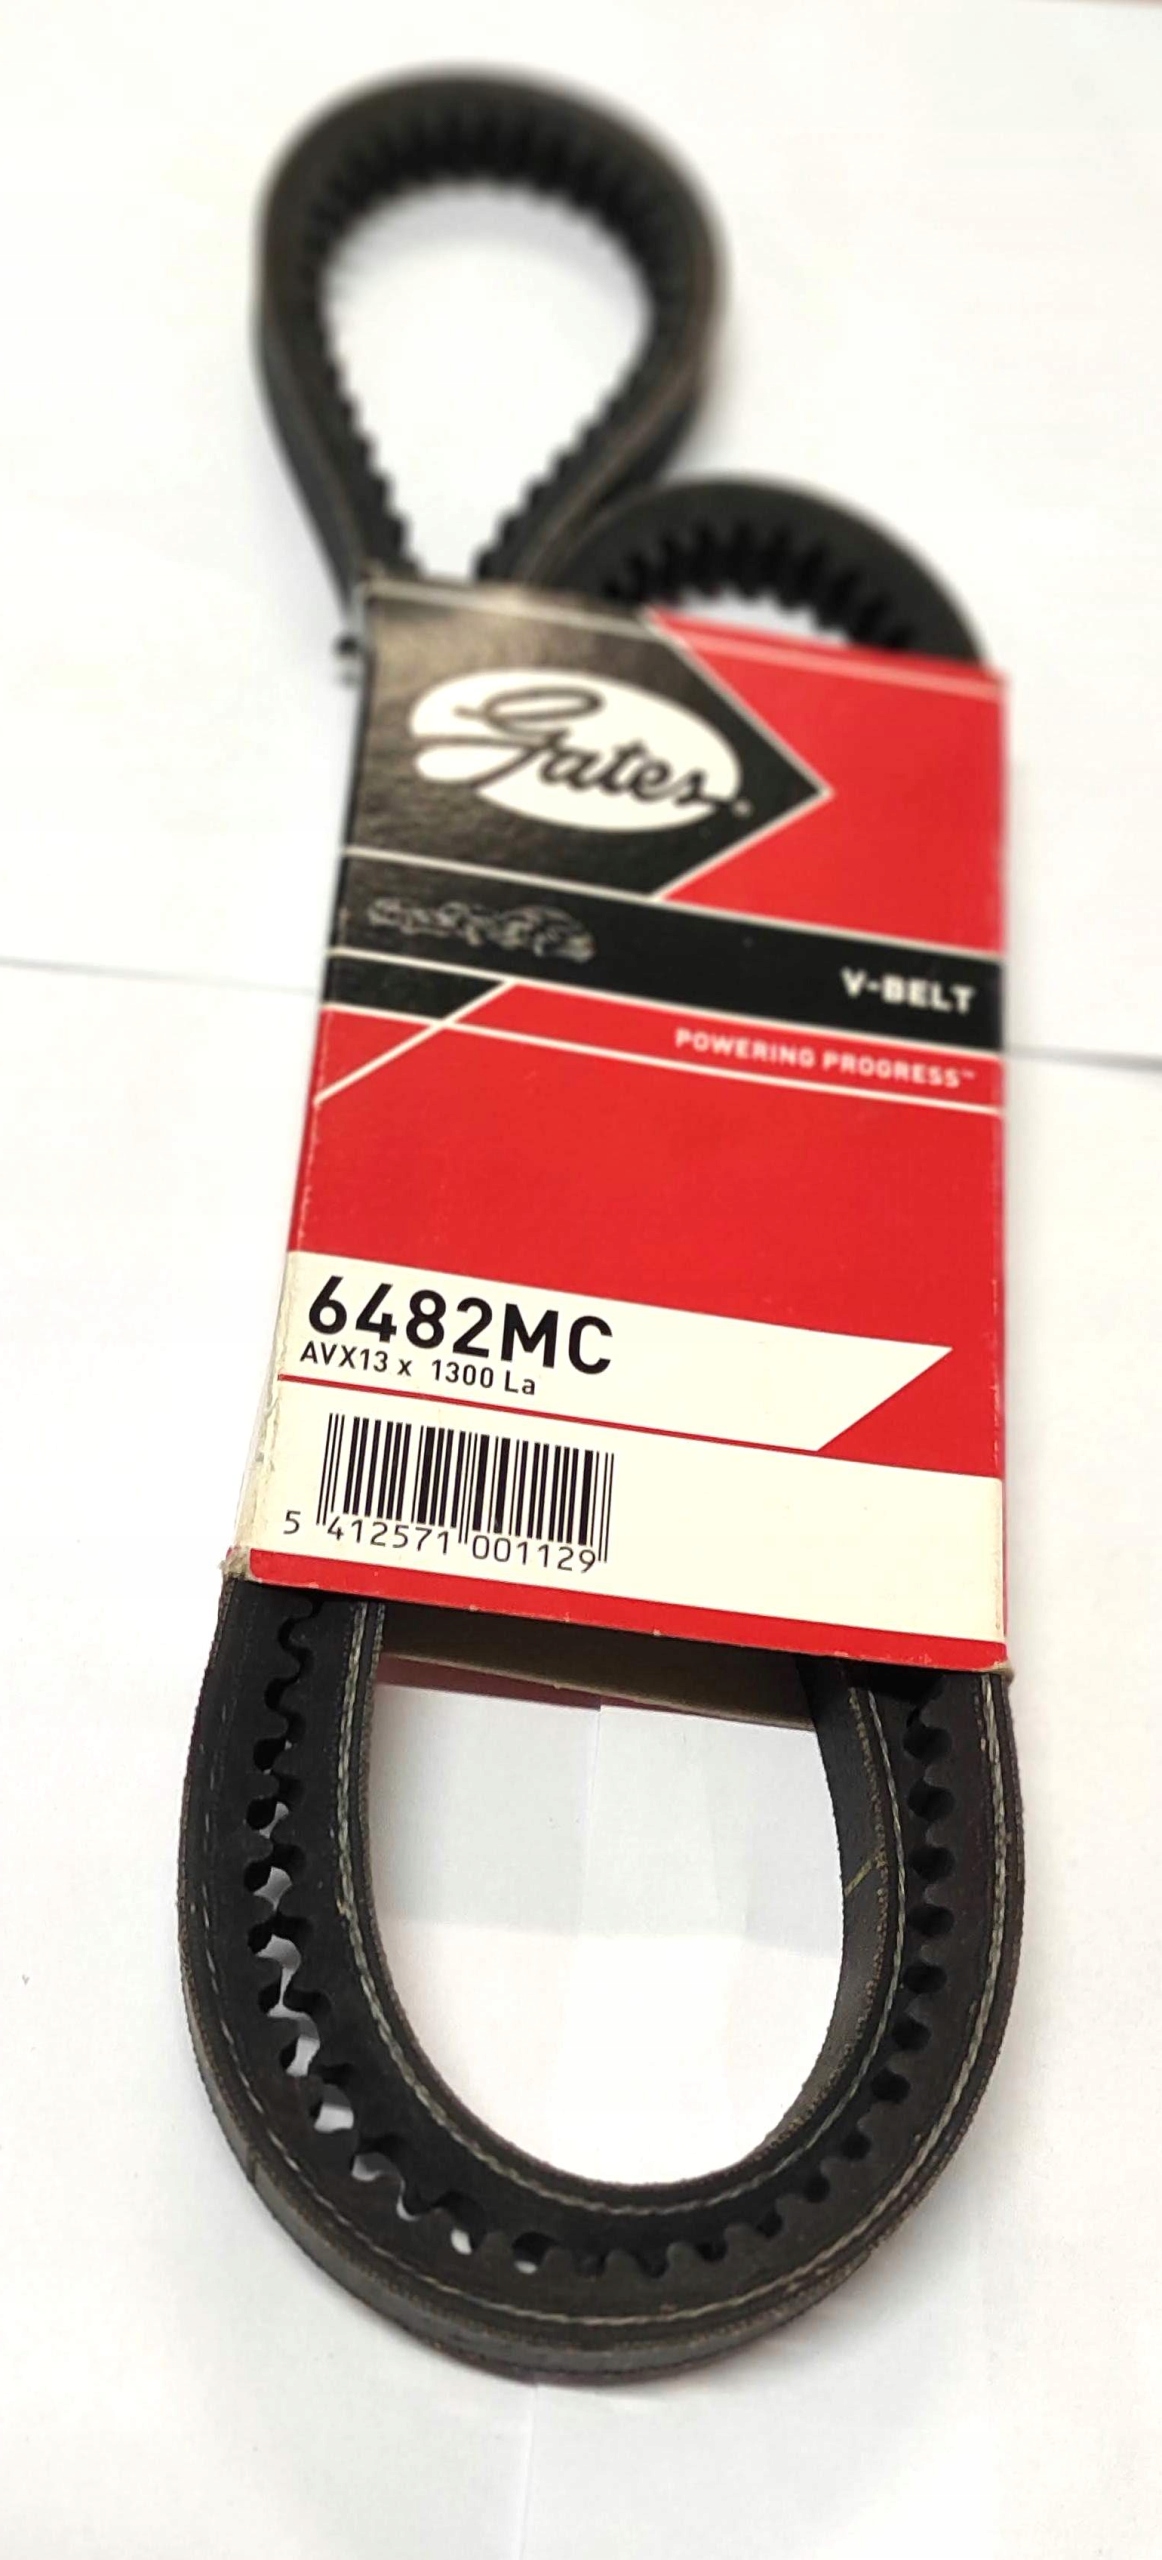 Gates
V-BELT
POWERING PROGRESS™
6482MC
AVX13 x 1300 La
5 412571 001129